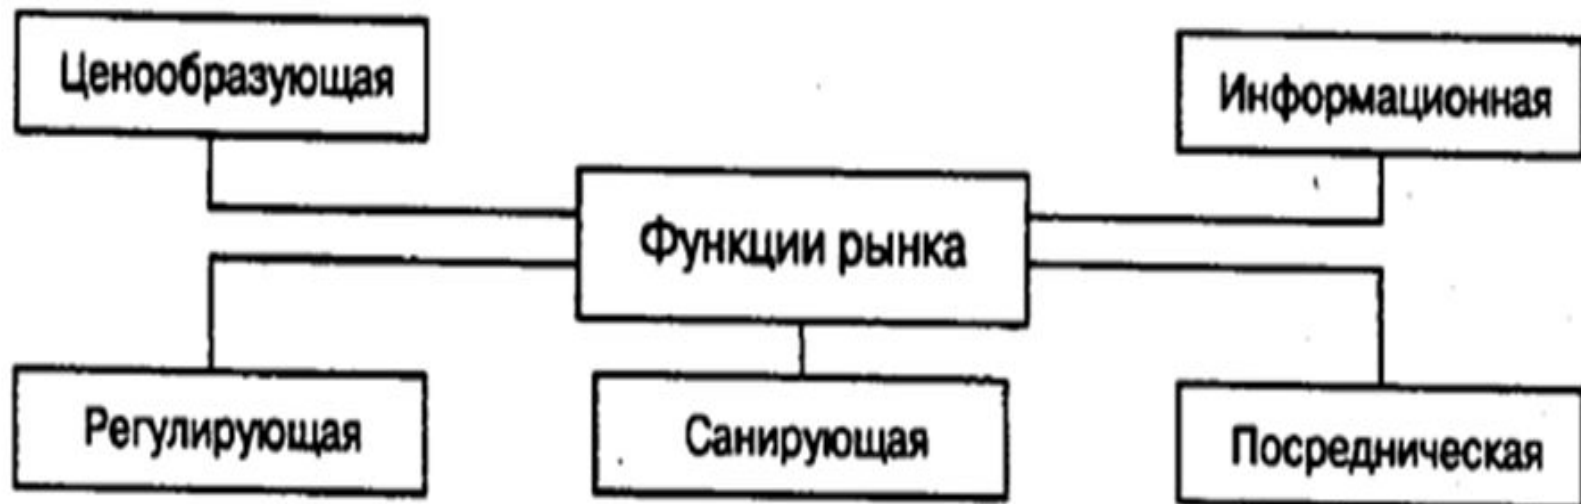 Ценообразующая
Информационная
Функции рынка
Регулирующая
Санирующая
Посредническая